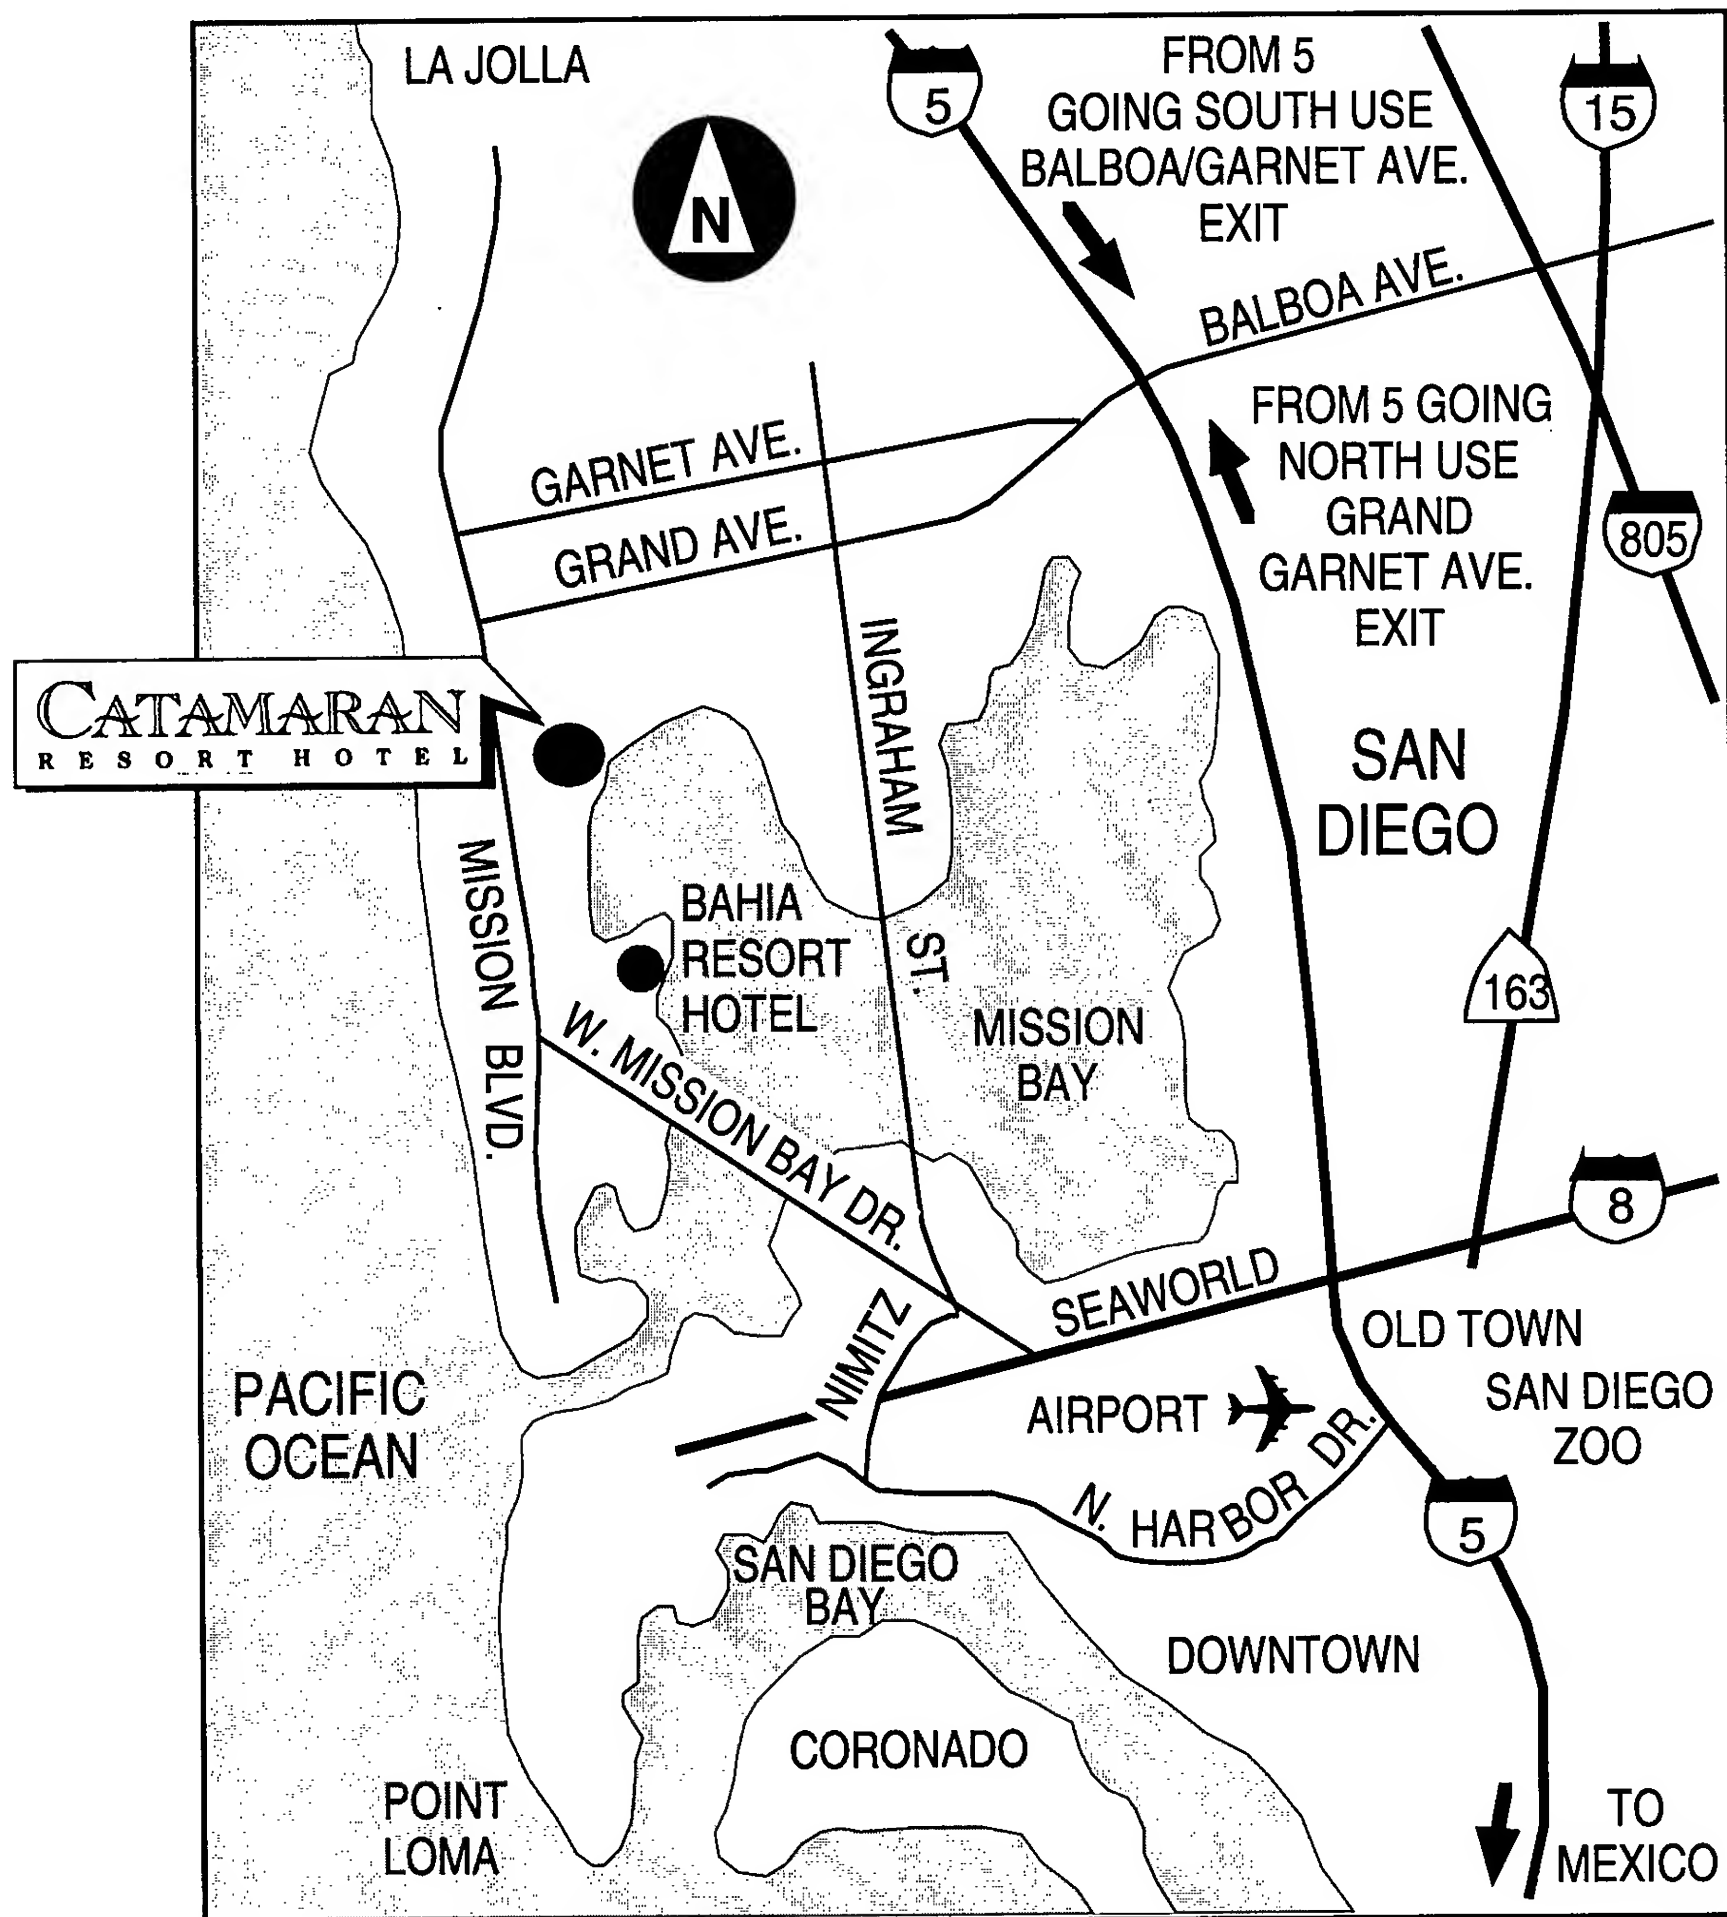 LA JOLLA
5
FROM 5
GOING SOUTH USE
BALBOA/GARNET AVE.
EXIT
15
N
BALBOA AVE.
FROM 5 GOING
NORTH USE
GRAND
GARNET AVE.
EXIT
805
GARNET AVE.
GRAND AVE.
INGRAHAM ST.
CATAMARAN
RESORT HOTEL
SAN
DIEGO
MISSION BLVD.
BAHIA
RESORT
HOTEL
163
MISSION
BAY
W. MISSION BAY DR.
8
SEAWORLD
NIMITZ
OLD TOWN
SAN DIEGO
ZOO
PACIFIC
OCEAN
AIRPORT
N. HARBOR DR.
5
SAN DIEGO
BAY
DOWNTOWN
CORONADO
POINT
LOMA
TO
MEXICO